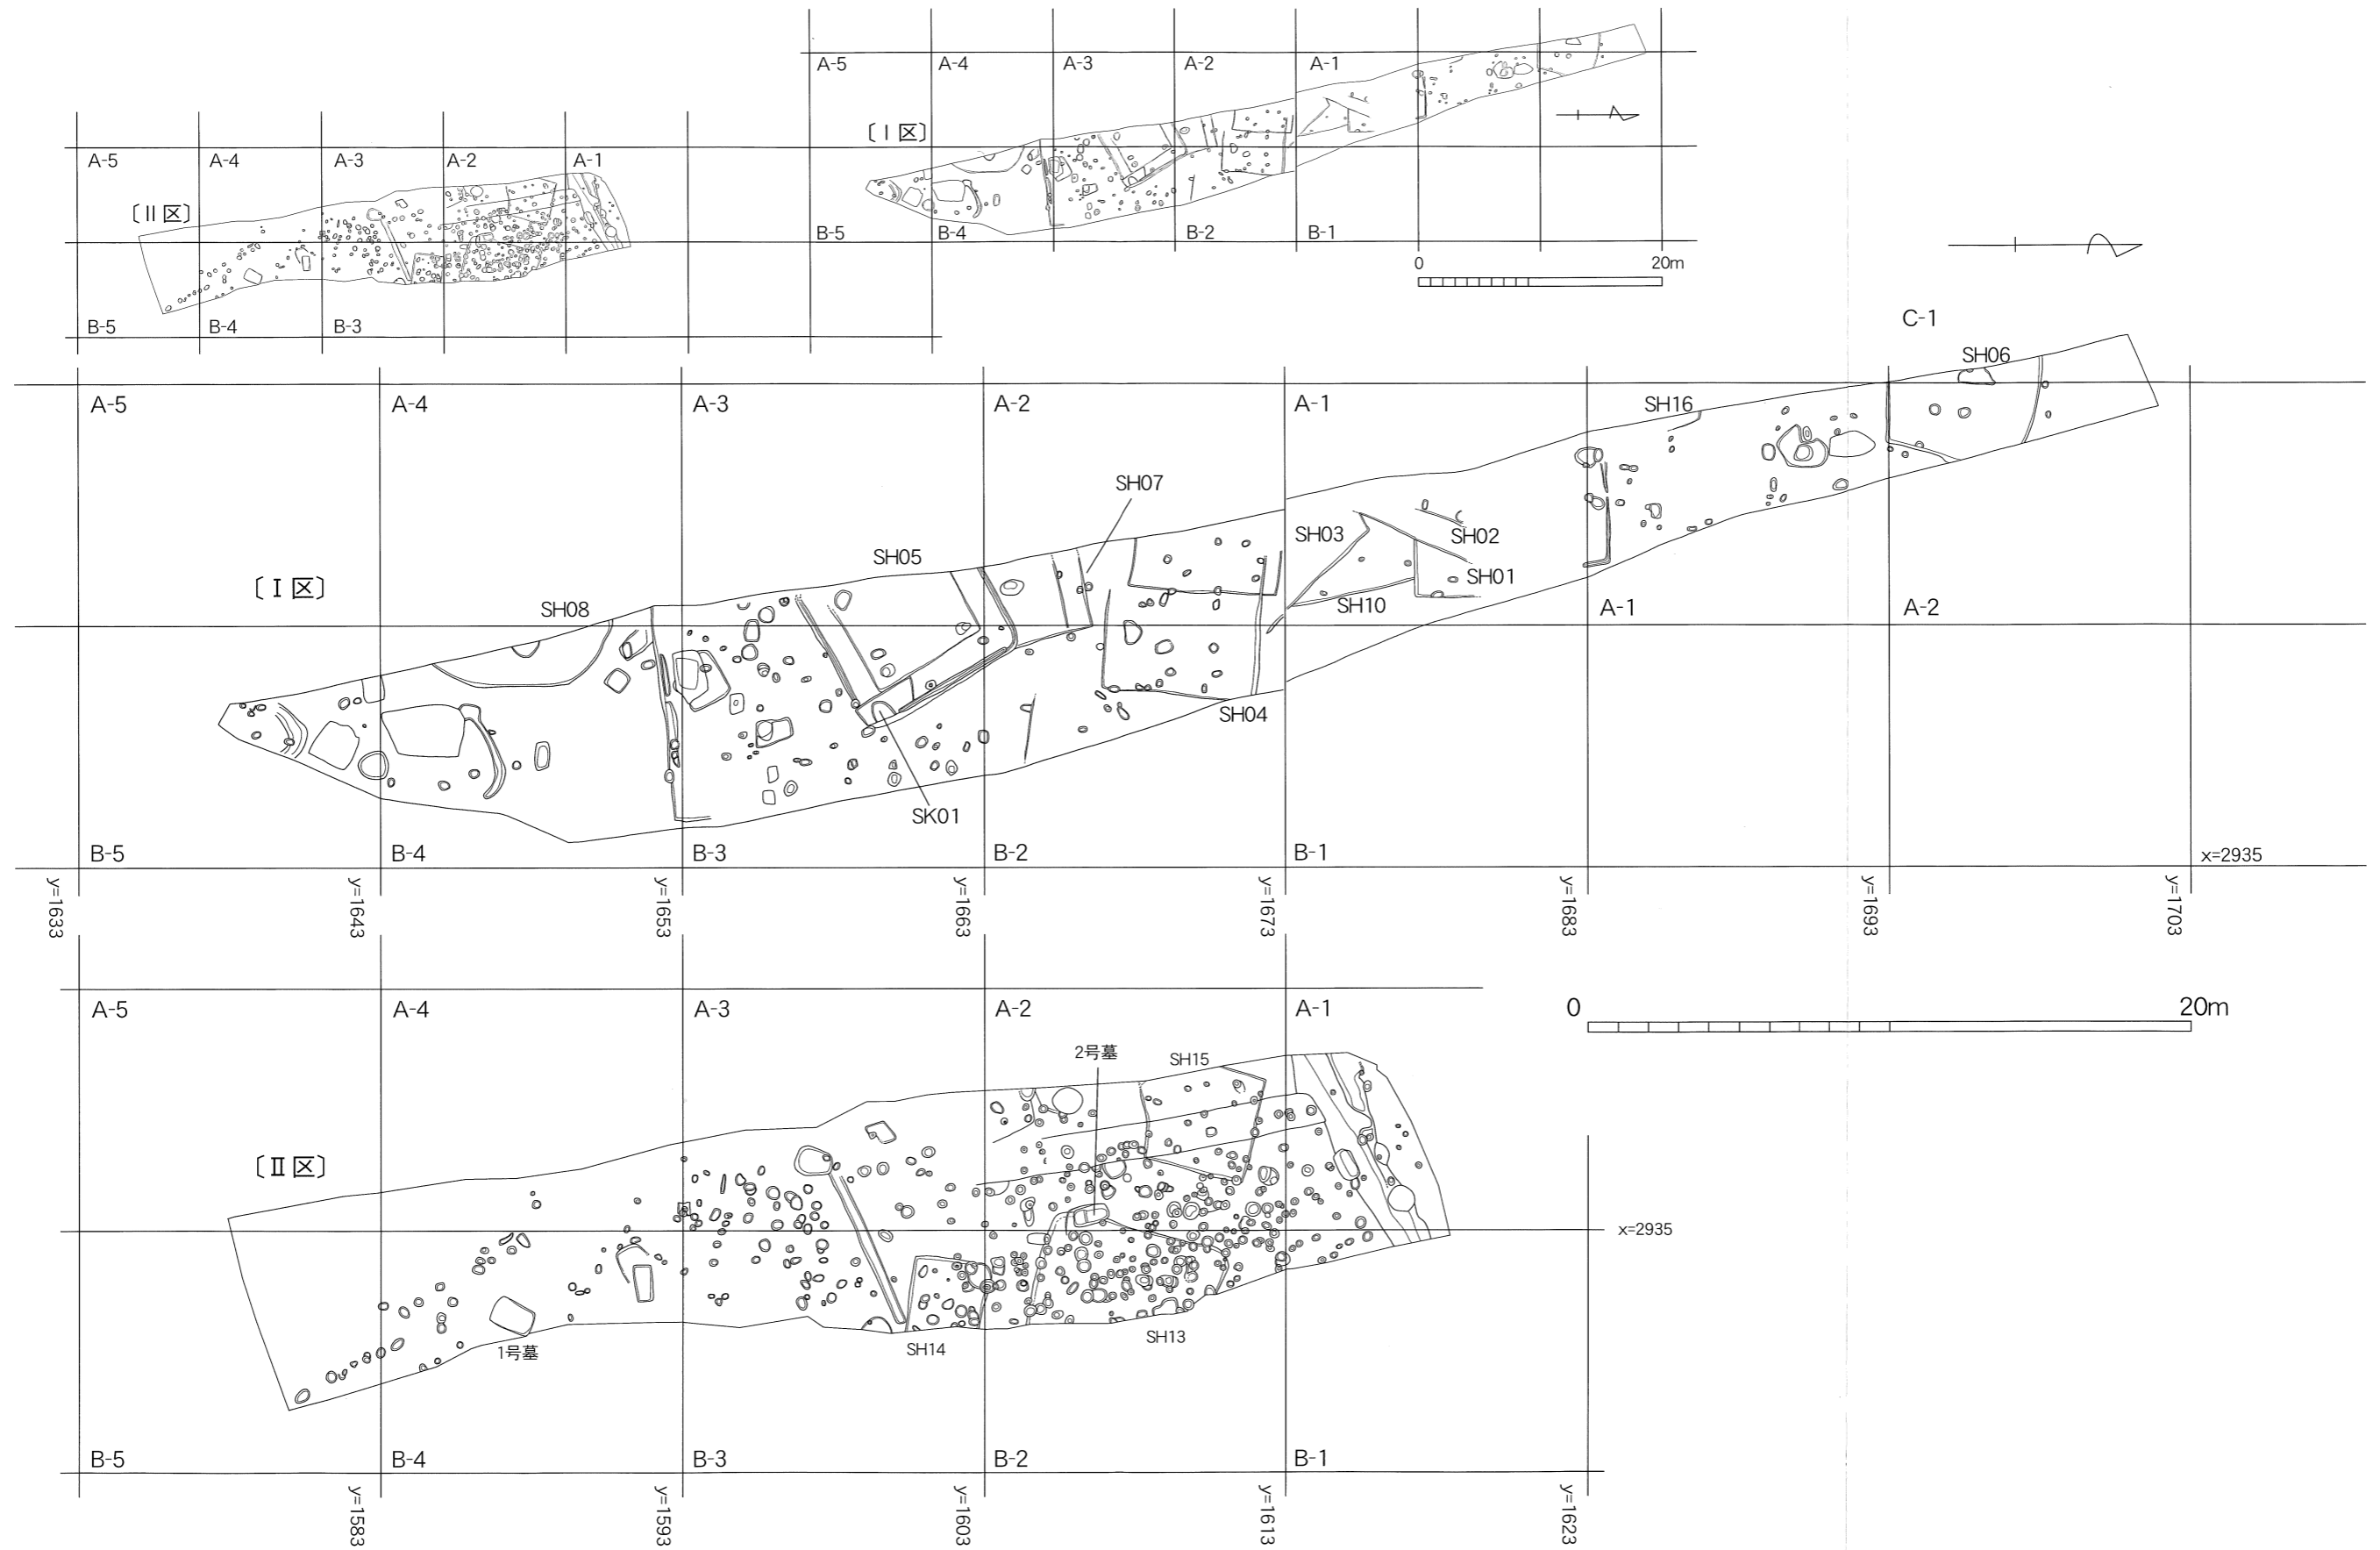 A-5
A-4
A-3
A-2
A-1
〔I区〕
B-5
B-4
B-2
B-1
0
20m
A-5
A-4
A-3
A-2
A-1
〔II区〕
B-5
B-4
B-3
C-1
SH06
A-5
A-4
A-3
A-2
A-1
SH16
SH07
SH03
SH02
SH05
SH01
〔I区〕
SH08
SH10
A-1
A-2
SH04
SK01
B-5
B-4
B-3
B-2
B-1
x=2935
y=1633
y=1643
y=1653
y=1663
y=1673
y=1683
y=1693
y=1703
A-5
A-4
A-3
A-2
A-1
0
20m
2号墓
SH15
〔II区〕
x=2935
1号墓
SH14
SH13
B-5
B-4
B-3
B-2
B-1
y=1583
y=1593
y=1603
y=1613
y=1623